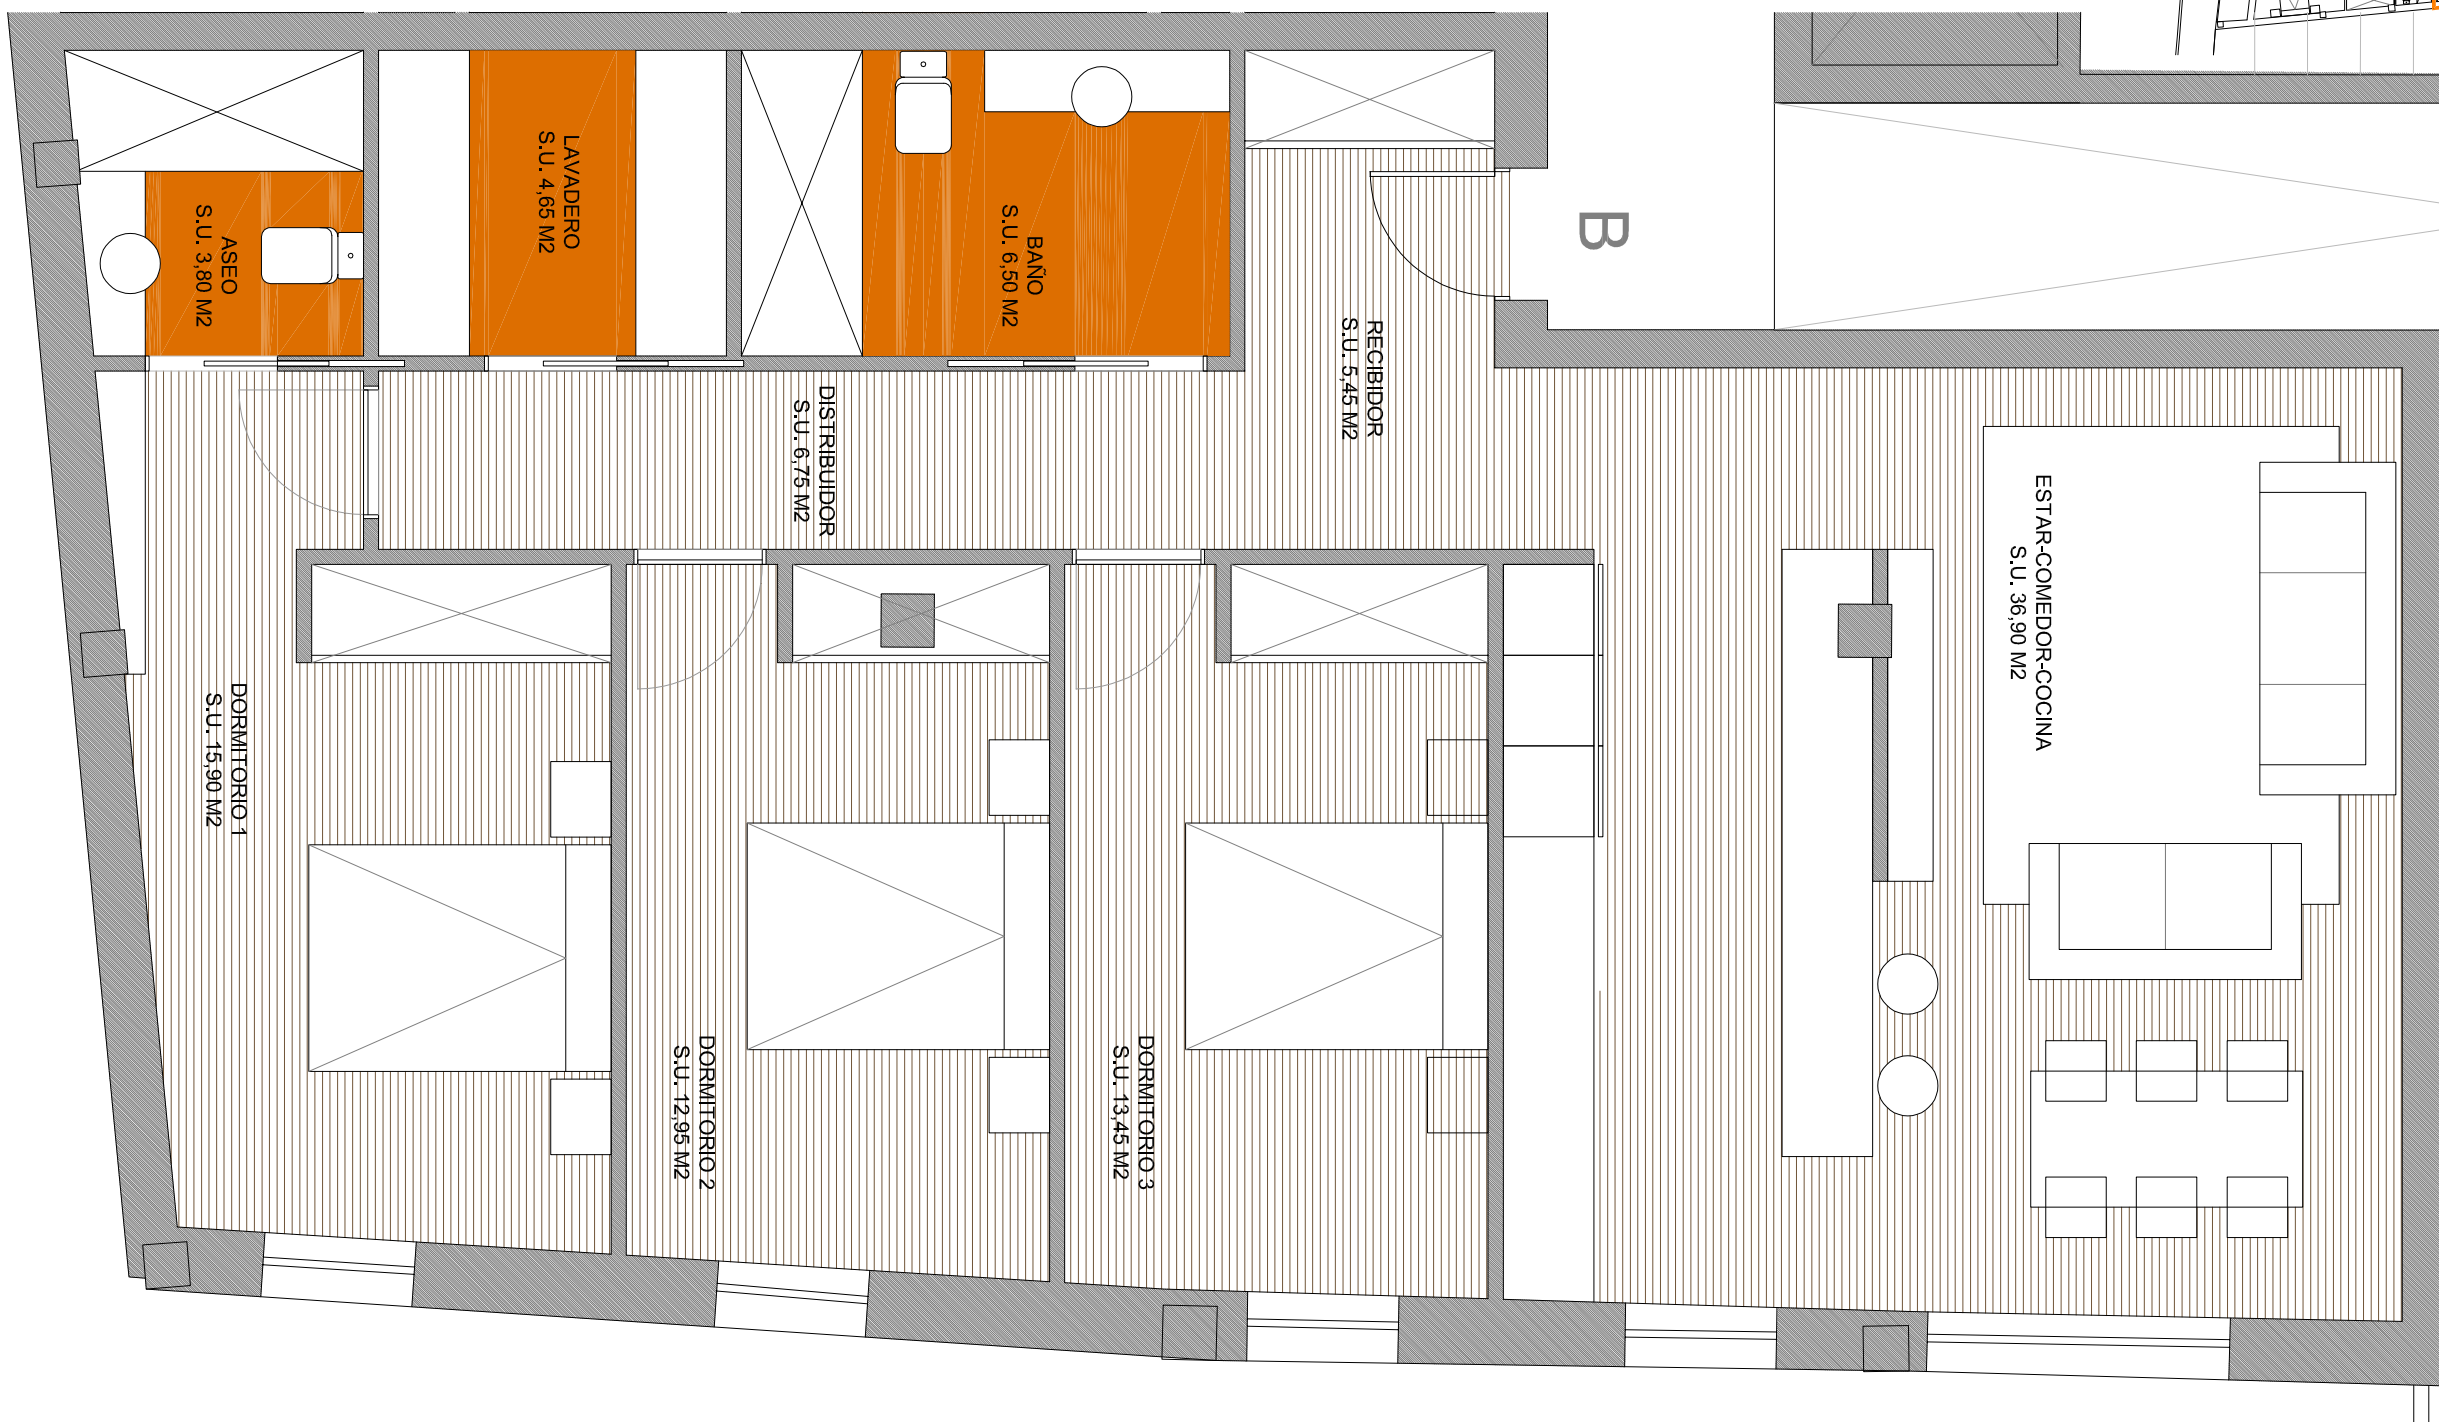 ASEO
S.U. 3,80 M2
LAVADERO
S.U. 4,65 M2
BAÑO
S.U. 6,50 M2
B
RECIBIDOR
S.U. 5,45 M2
DISTRIBUIDOR
S.U. 6,75 M2
ESTAR-COMEDOR-COCINA
S.U. 36,90 M2
DORMITORIO 1
S.U. 15,90 M2
DORMITORIO 2
S.U. 12,95 M2
DORMITORIO 3
S.U. 13,45 M2